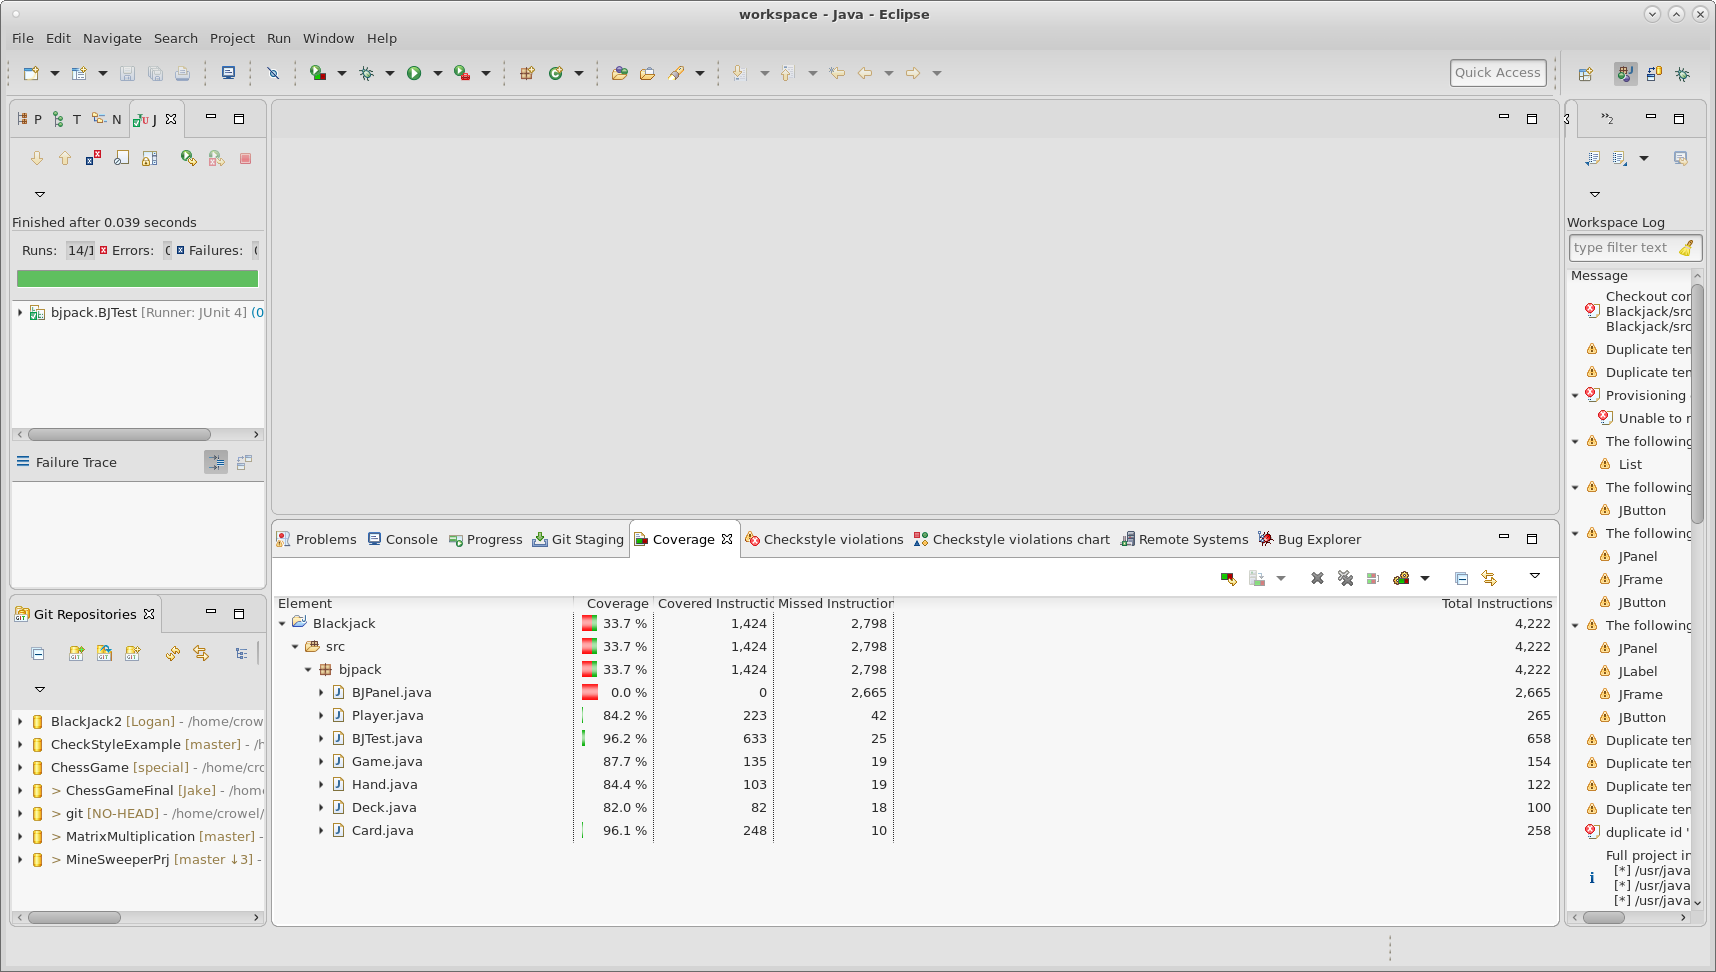 workspace - Java - Eclipse
File Edit Navigate Search Project Run Window Help
Quick Access
P T N J
Finished after 0.039 seconds
Runs: 14/1 Errors: Failures:
bjpack.BJTest [Runner: JUnit 4] (0
Failure Trace
Git Repositories
BlackJack2 [Logan] - /home/crow
CheckStyleExample [master] - /h
ChessGame [special] - /home/cro
> ChessGameFinal [Jake] - /hom
> git [NO-HEAD] - /home/crowel/
> MatrixMultiplication [master] -
> MineSweeperPrj [master ↓3] -
Problems Console Progress Git Staging Coverage Checkstyle violations Checkstyle violations chart Remote Systems Bug Explorer
Element Coverage Covered Instructio Missed Instruction Total Instructions
Blackjack 33.7 % 1,424 2,798 4,222
src 33.7 % 1,424 2,798 4,222
bjpack 33.7 % 1,424 2,798 4,222
BJPanel.java 0.0 % 0 2,665 2,665
Player.java 84.2 % 223 42 265
BJTest.java 96.2 % 633 25 658
Game.java 87.7 % 135 19 154
Hand.java 84.4 % 103 19 122
Deck.java 82.0 % 82 18 100
Card.java 96.1 % 248 10 258
»2
Workspace Log
type filter text
Message
Checkout cor
Blackjack/src
Blackjack/src
Duplicate ten
Duplicate ten
Provisioning
Unable to r
The following
List
The following
JButton
The following
JPanel
JFrame
JButton
The following
JPanel
JLabel
JFrame
JButton
Duplicate ten
Duplicate ten
Duplicate ten
Duplicate ten
duplicate id '
Full project in
[*] /usr/java
[*] /usr/java
[*] /usr/java